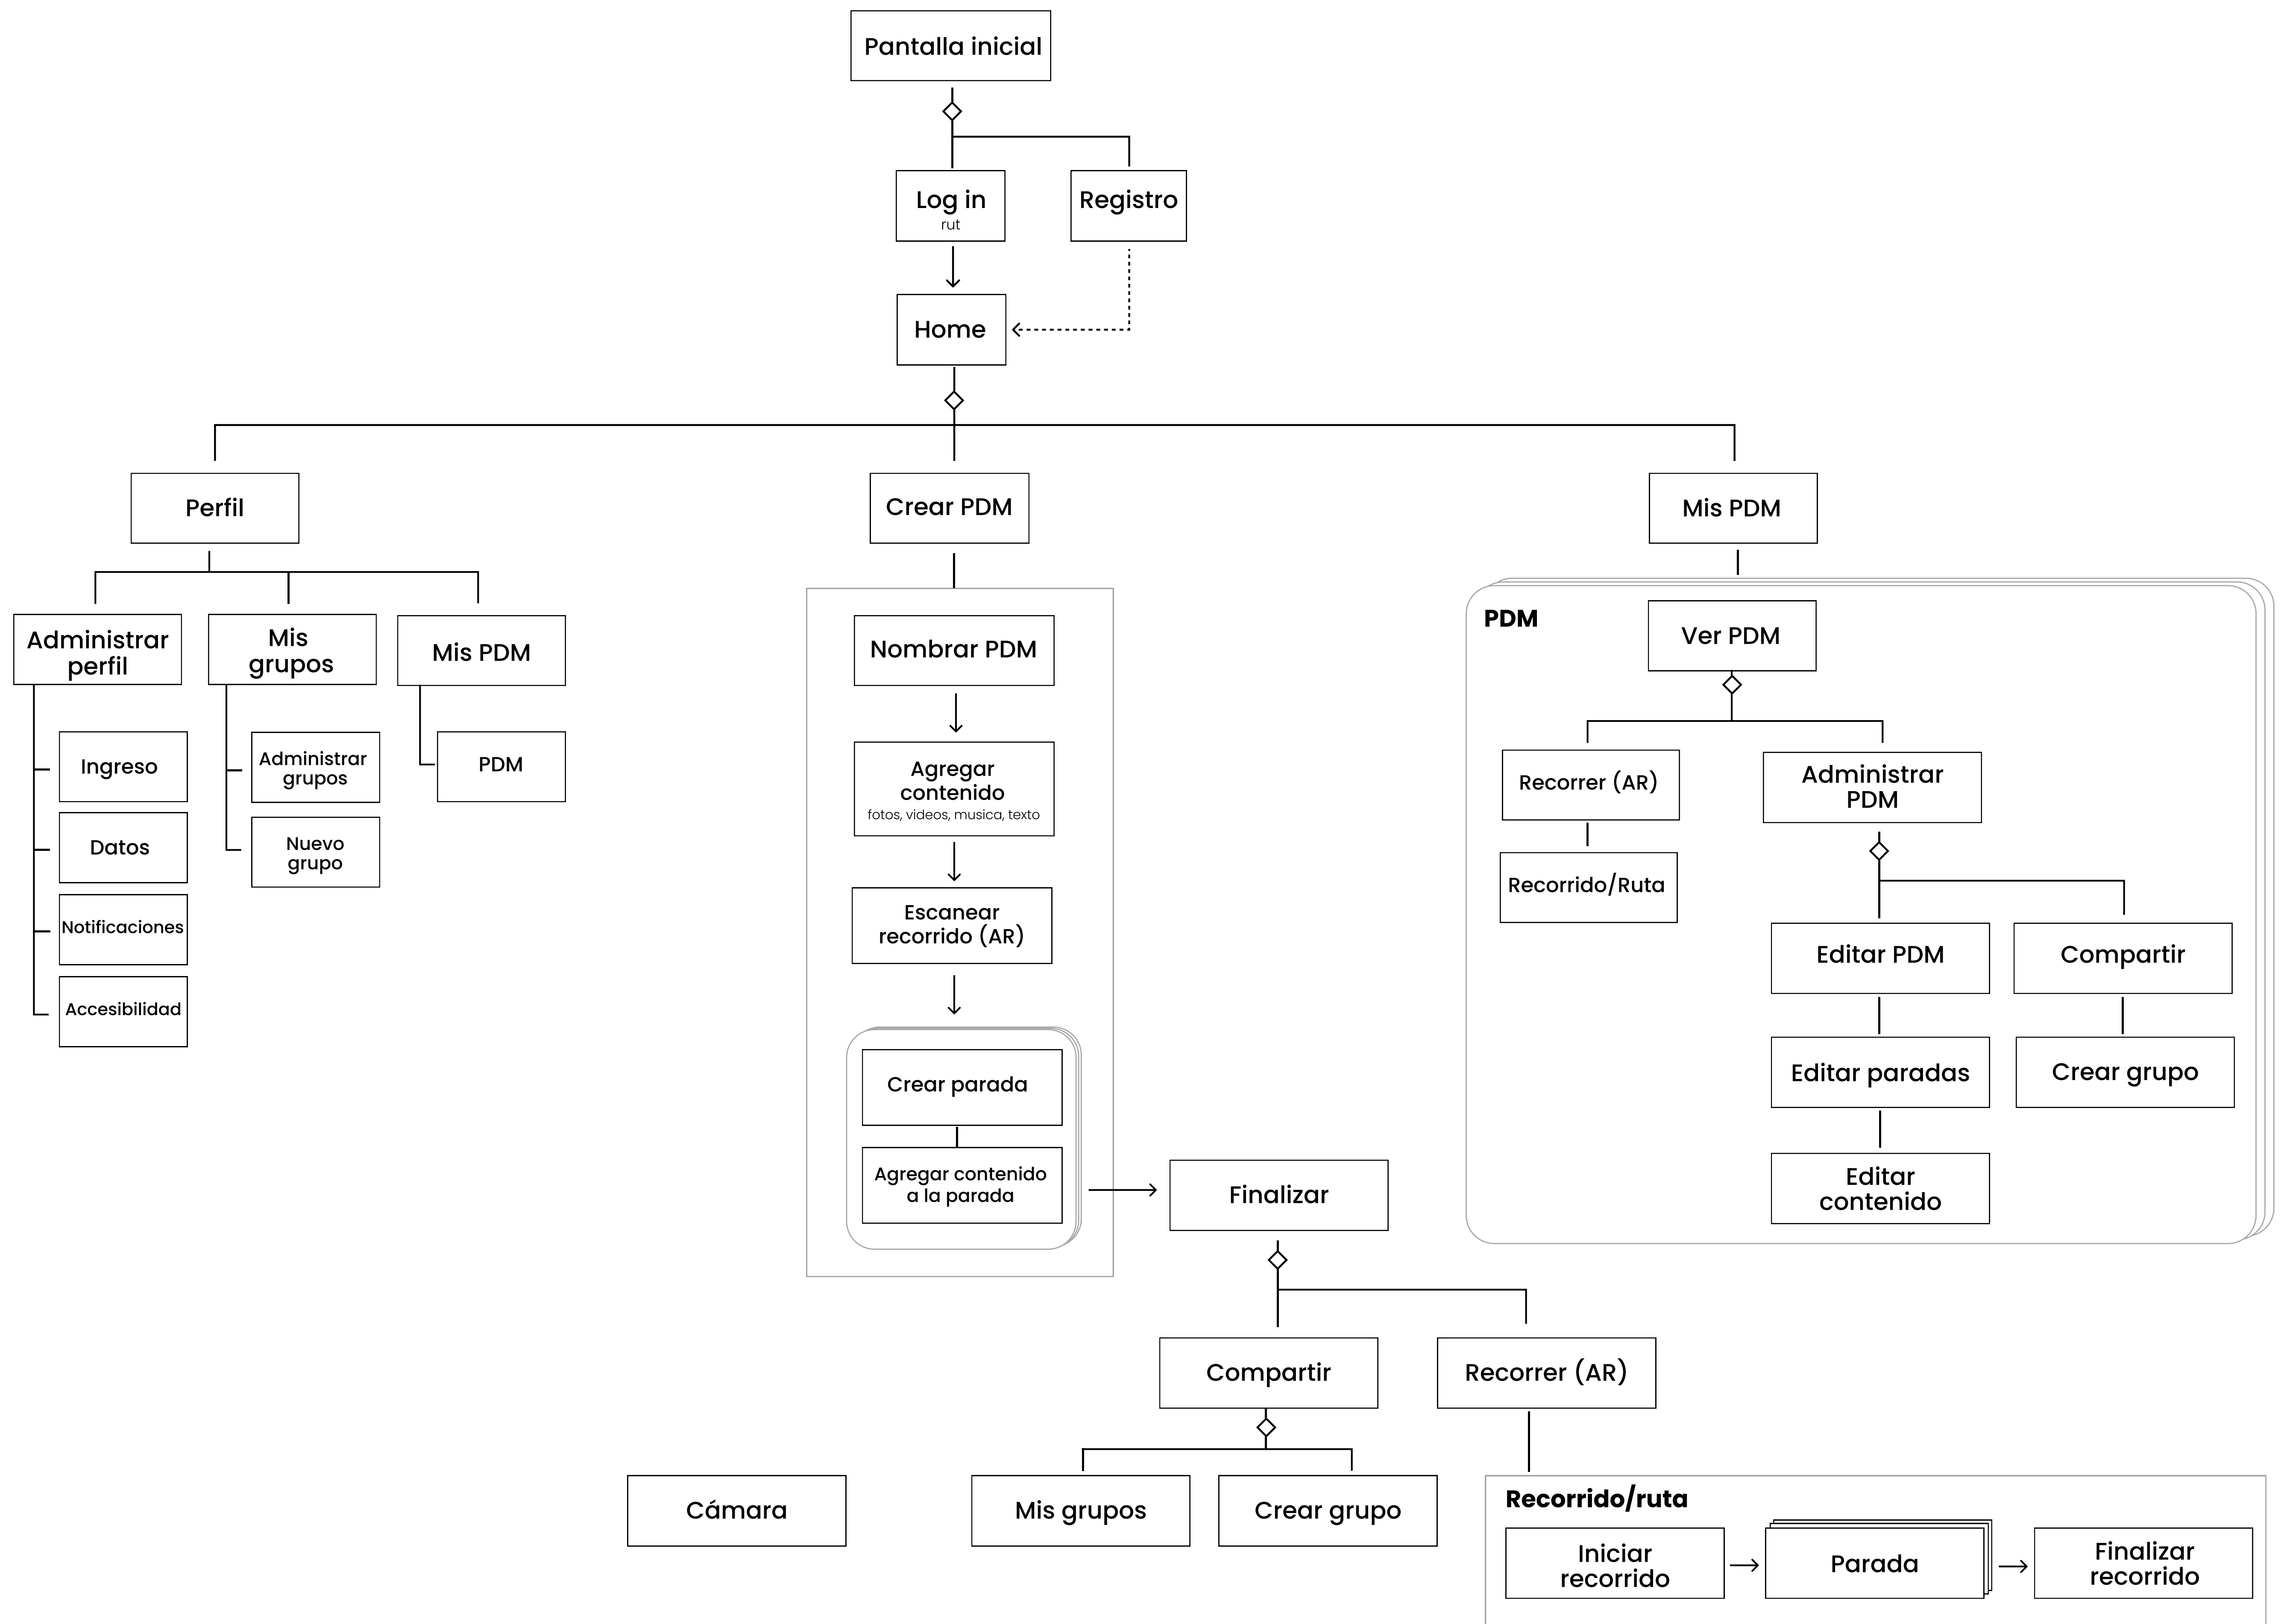 Pantalla inicial
Log in
rut
Registro
Home
Perfil
Crear PDM
Mis PDM
Administrar
perfil
Mis
grupos
Mis PDM
Ingreso
Datos
Notificaciones
Accesibilidad
Administrar
grupos
Nuevo
grupo
PDM
Nombrar PDM
Agregar
contenido
fotos, videos, musica, texto
Escanear
recorrido (AR)
Crear parada
Agregar contenido
a la parada
Finalizar
Compartir
Recorrer (AR)
Cámara
Mis grupos
Crear grupo
Recorrido/ruta
Iniciar
recorrido
Parada
Finalizar
recorrido
PDM
Ver PDM
Recorrer (AR)
Recorrido/Ruta
Administrar
PDM
Editar PDM
Compartir
Editar paradas
Crear grupo
Editar
contenido